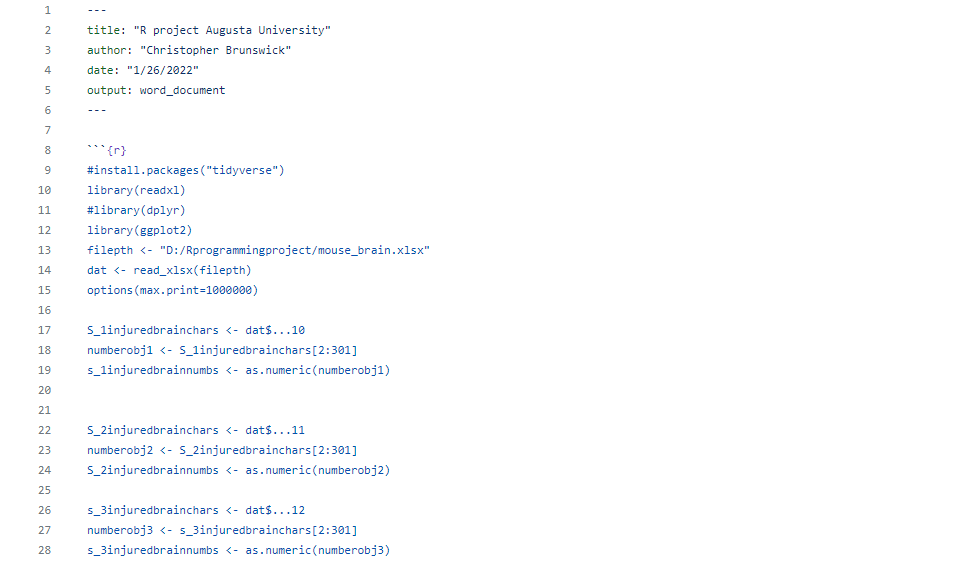 1 ---
2 title: "R project Augusta University"
3 author: "Christopher Brunswick"
4 date: "1/26/2022"
5 output: word_document
6 ---
7
8 ```{r}
9 #install.packages("tidyverse")
10 library(readxl)
11 #library(dplyr)
12 library(ggplot2)
13 filepth <- "D:/Rprogrammingproject/mouse_brain.xlsx"
14 dat <- read_xlsx(filepth)
15 options(max.print=1000000)
16
17 S_1injuredbrainchars <- dat$...10
18 numberobj1 <- S_1injuredbrainchars[2:301]
19 s_1injuredbrainnumbs <- as.numeric(numberobj1)
20
21
22 S_2injuredbrainchars <- dat$...11
23 numberobj2 <- S_2injuredbrainchars[2:301]
24 S_2injuredbrainnumbs <- as.numeric(numberobj2)
25
26 s_3injuredbrainchars <- dat$...12
27 numberobj3 <- s_3injuredbrainchars[2:301]
28 s_3injuredbrainnumbs <- as.numeric(numberobj3)